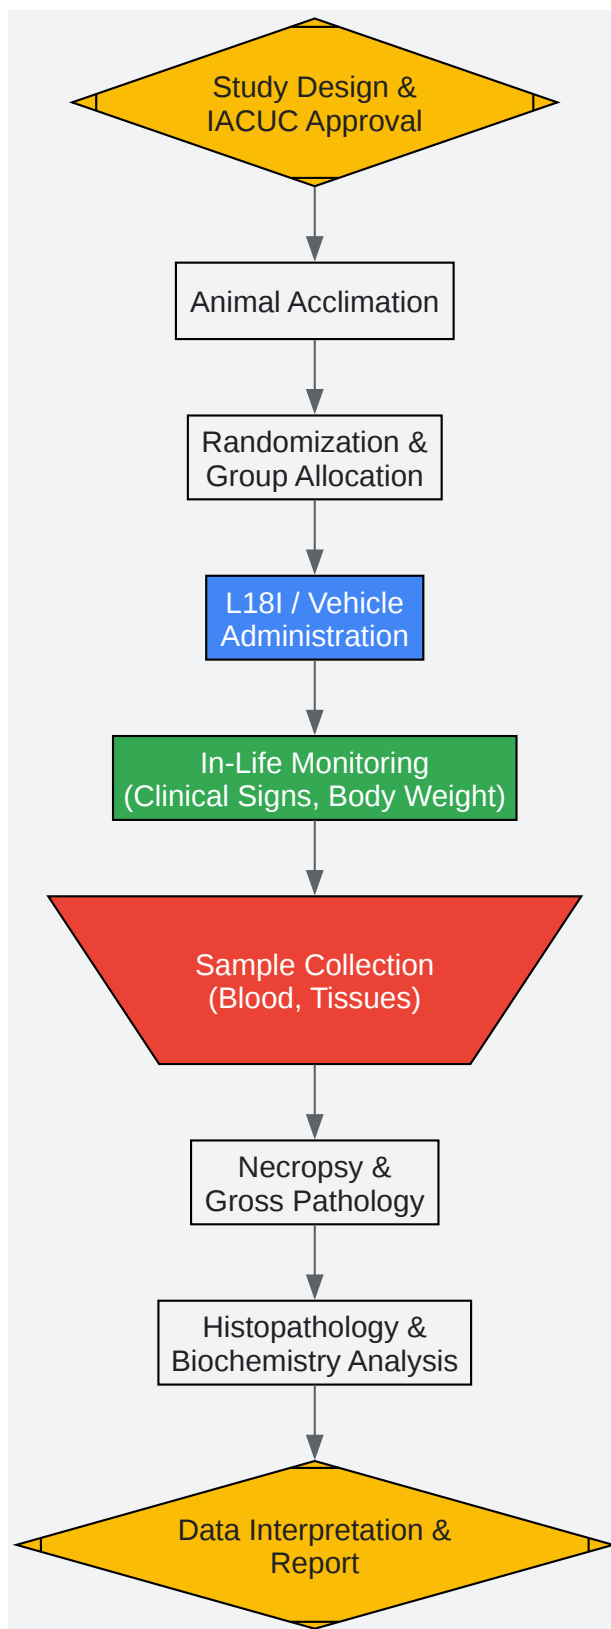 Study Design &
IACUC Approval
Animal Acclimation
Randomization &
Group Allocation
L18I / Vehicle
Administration
In-Life Monitoring
(Clinical Signs, Body Weight)
Sample Collection
(Blood, Tissues)
Necropsy &
Gross Pathology
Histopathology &
Biochemistry Analysis
Data Interpretation &
Report